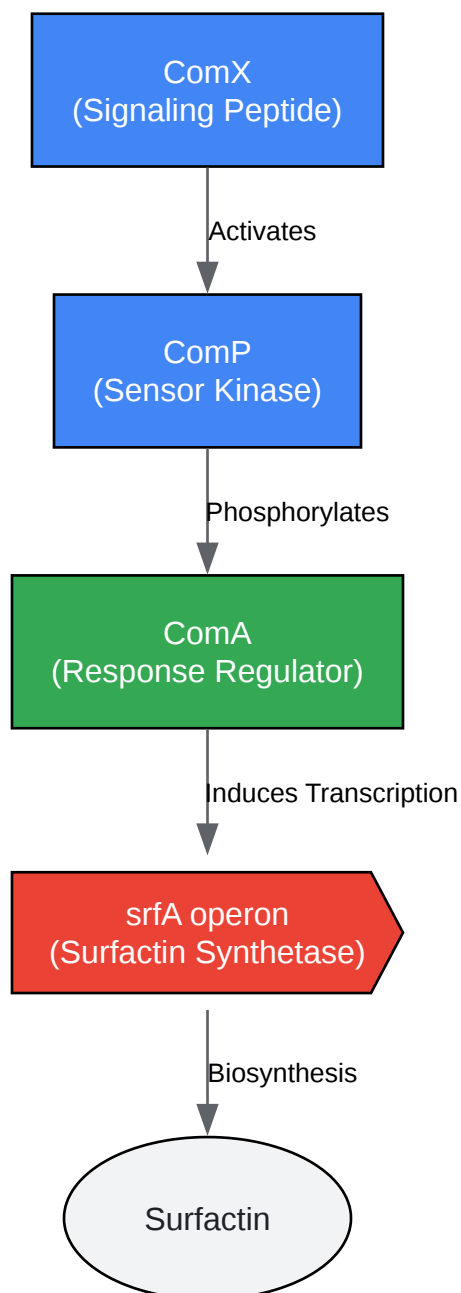 ComX
(Signaling Peptide)
Activates
ComP
(Sensor Kinase)
Phosphorylates
ComA
(Response Regulator)
Induces Transcription
srfA operon
(Surfactin Synthetase)
Biosynthesis
Surfactin